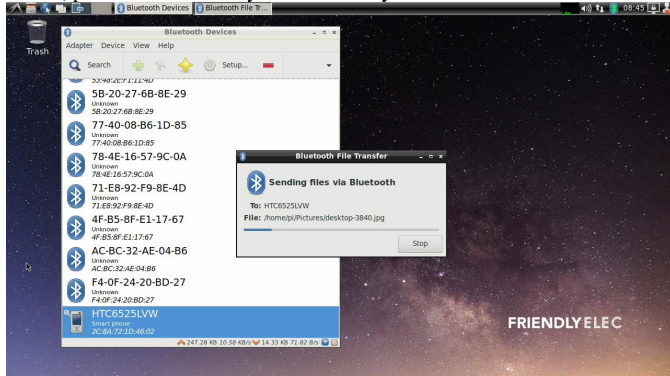 Bluetooth Devices
Bluetooth File Tr...
08:45
Trash
Bluetooth Devices
Adapter Device View Help
Search
Setup...
5B-20-27-6B-8E-29
Unknown
5B:20:27:6B:8E:29
77-40-08-B6-1D-85
Unknown
77:40:08:B6:1D:85
78-4E-16-57-9C-0A
Unknown
78:4E:16:57:9C:0A
71-E8-92-F9-8E-4D
Unknown
71:E8:92:F9:8E:4D
4F-B5-8F-E1-17-67
Unknown
4F:B5:8F:E1:17:67
AC-BC-32-AE-04-B6
Unknown
AC:BC:32:AE:04:B6
F4-0F-24-20-BD-27
Unknown
F4:0F:24:20:BD:27
HTC6525LVW
Smart phone
2C:8A:72:1D:46:02
247.28 KB 10.58 KB/s 14.33 KB 71.82 B/s
Bluetooth File Transfer
Sending files via Bluetooth
To: HTC6525LVW
File: /home/pi/Pictures/desktop-3840.jpg
Stop
FRIENDLYELEC